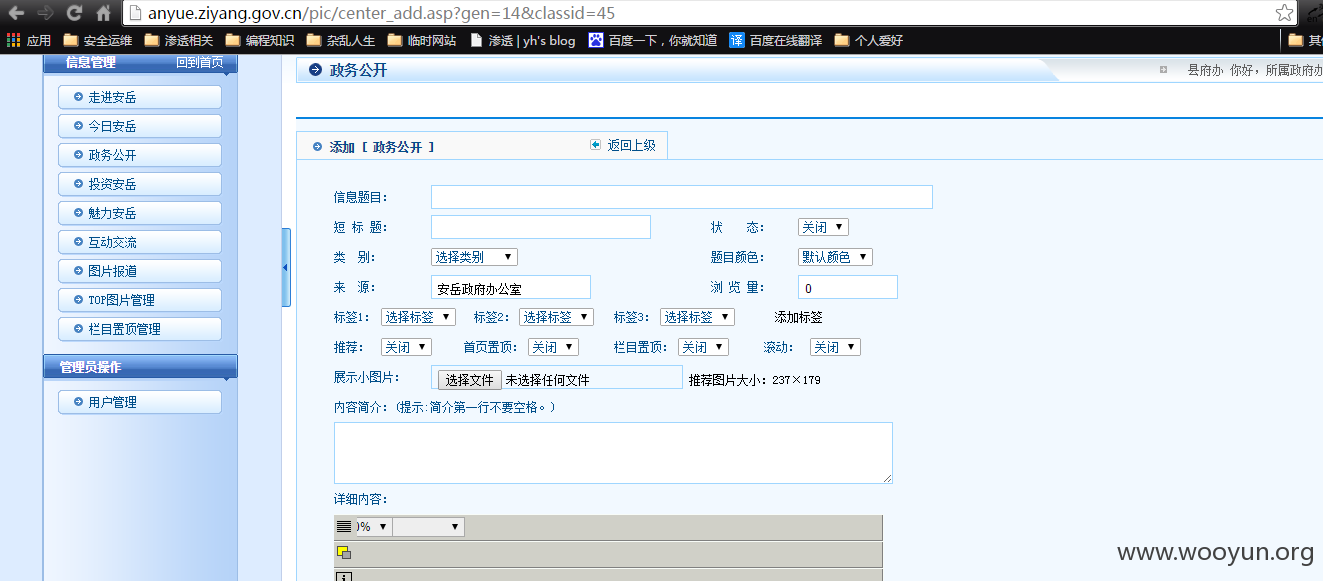 anyue.ziyang.gov.cn/pic/center_add.asp?gen=14&classid=45
应用 安全运维 渗透相关 编程知识 杂乱人生 临时网站 渗透 | yh's blog 百度一下，你就知道 译 百度在线翻译 个人爱好
信息管理 回到首页
走进安岳
今日安岳
政务公开
投资安岳
魅力安岳
互动交流
图片报道
TOP图片管理
栏目置顶管理
管理员操作
用户管理
政务公开 县府办 你好，所属政府办
添加 [ 政务公开 ] 返回上级
信息题目：
短 标 题： 状 态： 关闭
类 别： 选择类别 题目颜色： 默认颜色
来 源： 安岳政府办公室 浏 览 量： 0
标签1： 选择标签 标签2： 选择标签 标签3： 选择标签 添加标签
推荐： 关闭 首页置顶： 关闭 栏目置顶： 关闭 滚动： 关闭
展示小图片： 选择文件 未选择任何文件 推荐图片大小：237×179
内容简介：(提示:简介第一行不要空格。)
详细内容：
0%
www.wooyun.org